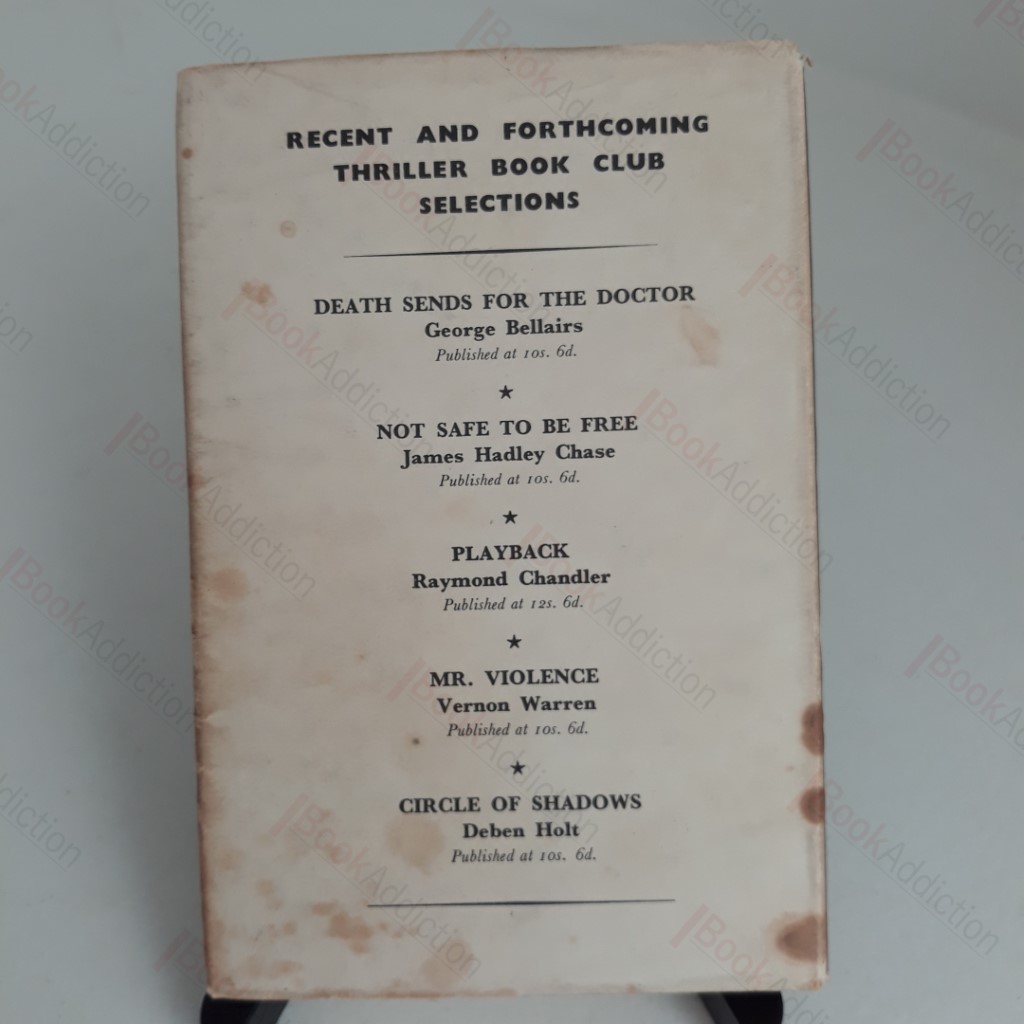 RECENT AND FORTHCOMING
THRILLER BOOK CLUB
SELECTIONS
DEATH SENDS FOR THE DOCTOR
George Bellairs
Published at 10s. 6d.
NOT SAFE TO BE FREE
James Hadley Chase
Published at 10s. 6d.
PLAYBACK
Raymond Chandler
Published at 12s. 6d.
MR. VIOLENCE
Vernon Warren
Published at 10s. 6d.
CIRCLE OF SHADOWS
Deben Holt
Published at 10s. 6d.
BookAddiction